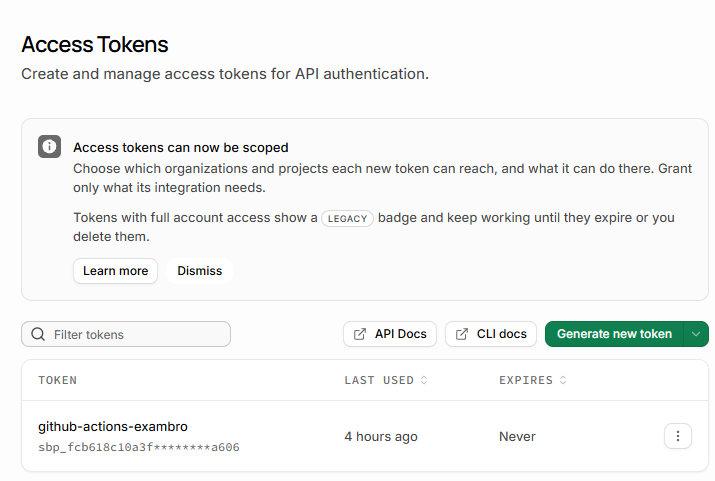 Access Tokens
Create and manage access tokens for API authentication.
Access tokens can now be scoped
Choose which organizations and projects each new token can reach, and what it can do there. Grant
only what its integration needs.
Tokens with full account access show a LEGACY badge and keep working until they expire or you
delete them.
Learn more Dismiss
Filter tokens API Docs CLI docs Generate new token
TOKEN LAST USED EXPIRES
github-actions-exambro
sbp_fcb618c10a3f********a606 4 hours ago Never